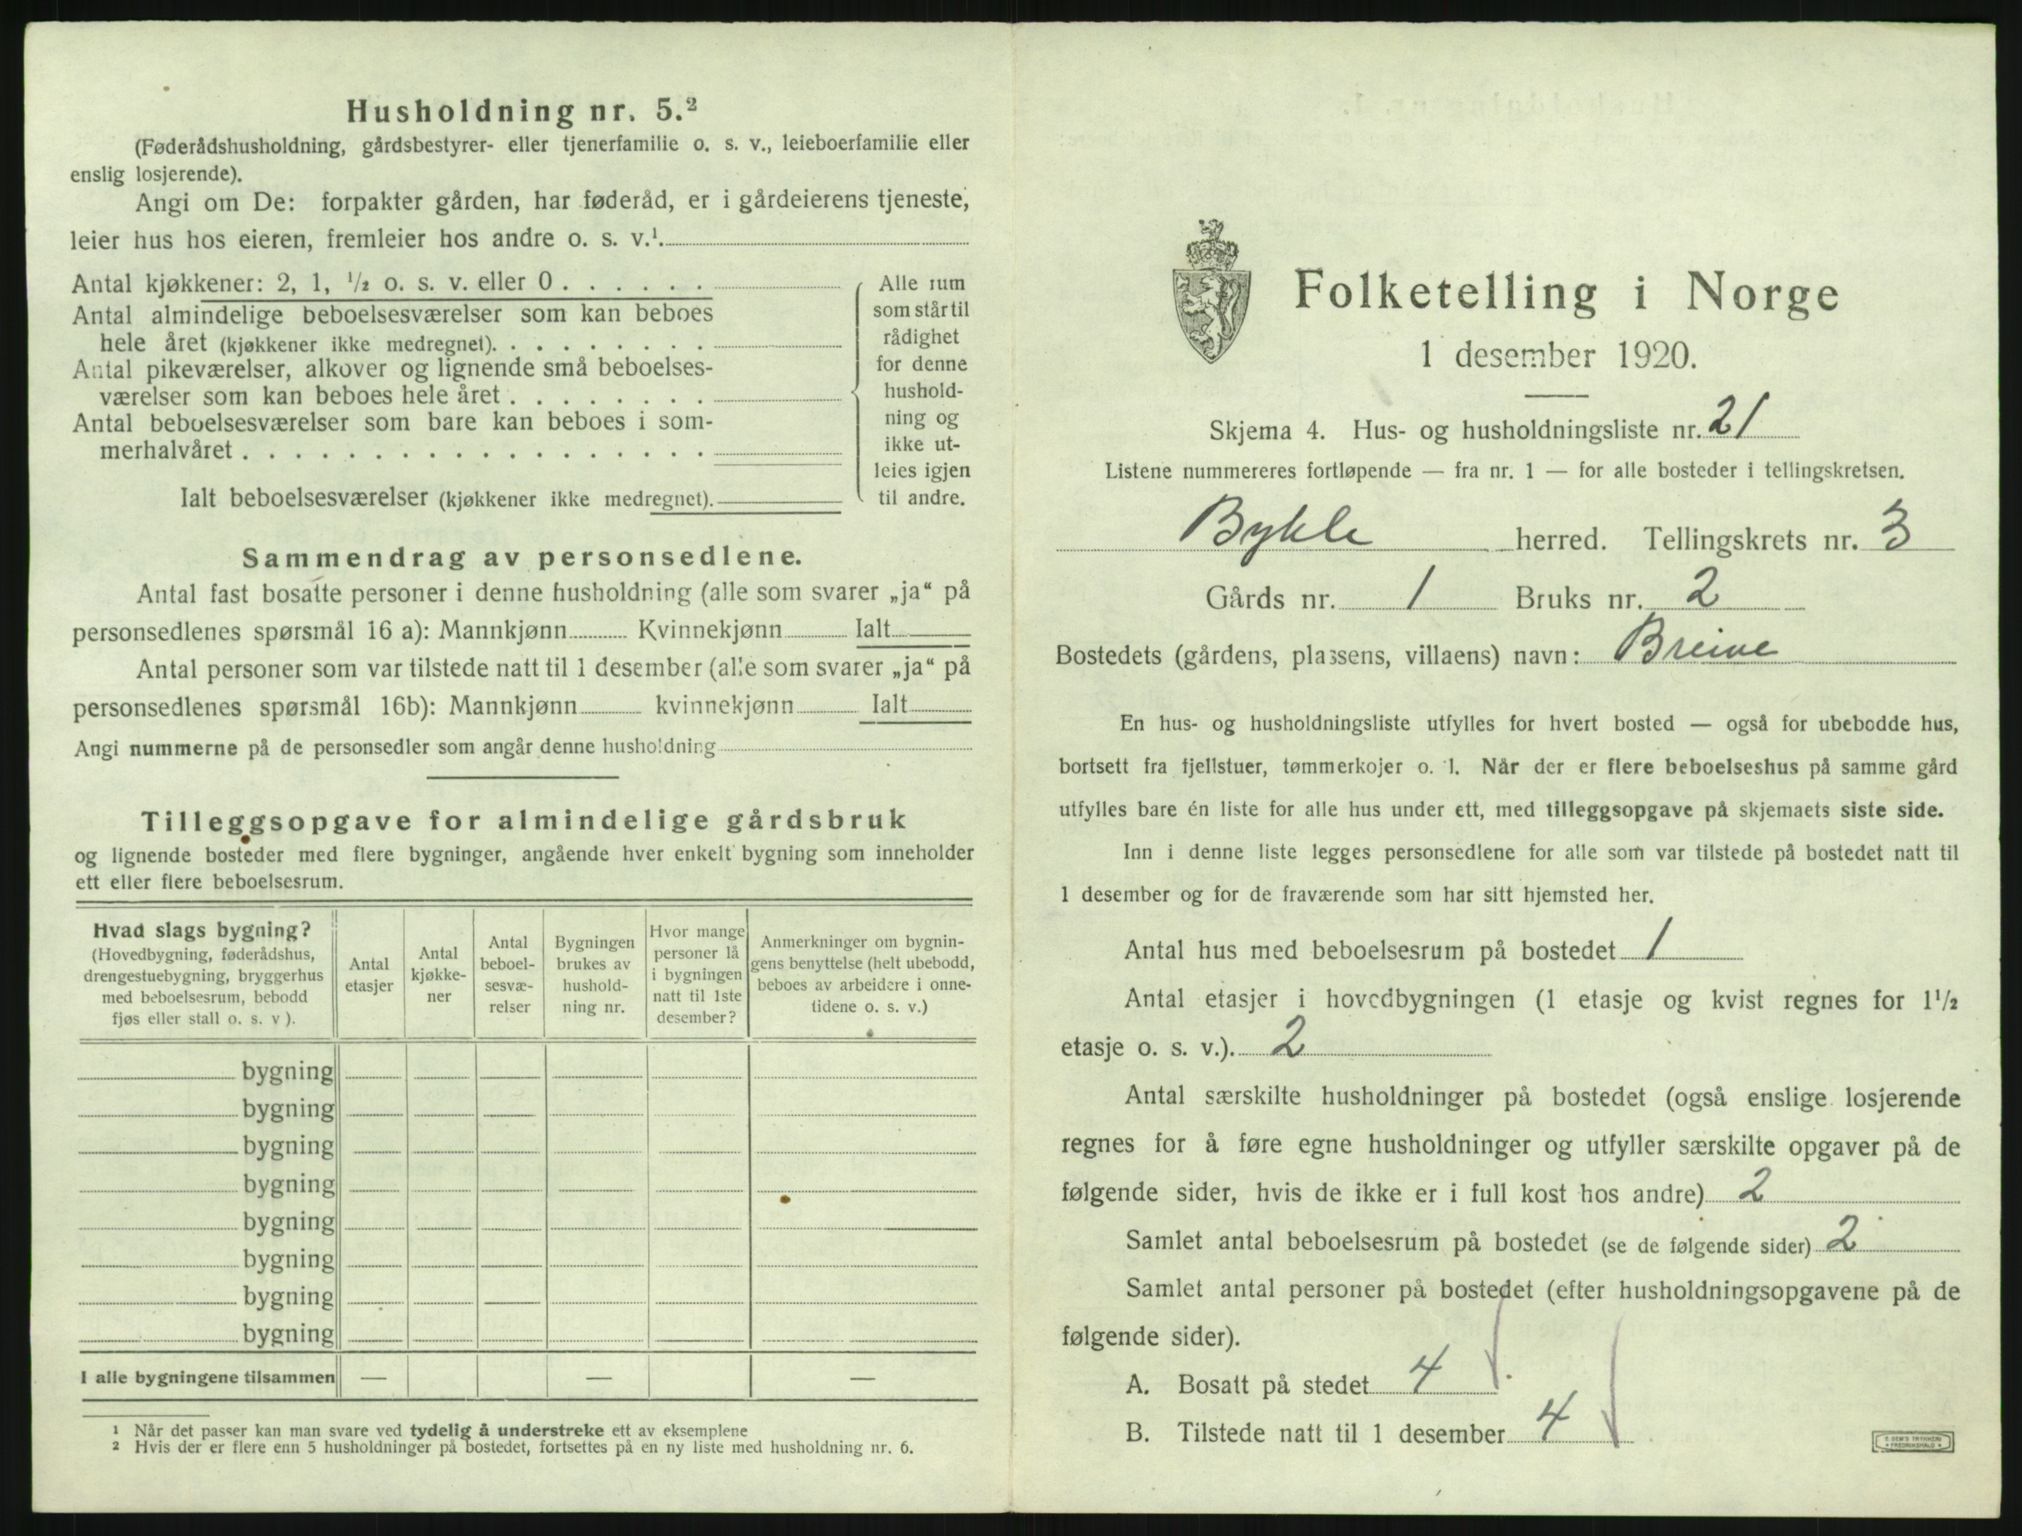 Husholdning nr. 5.²
(Føderådshusholdning, gårdsbestyrer- eller tjenerfamilie o. s. v., leieboerfamilie eller
enslig losjerende).
Angi om De: forpakter gården, har føderåd, er i gårdeierens tjeneste,
leier hus hos eieren, fremleier hos andre o. s. v.¹
Antal kjøkkener: 2, 1, ½ o. s. v. eller 0
Antal almindelige beboelsesværelser som kan beboes
hele året (kjøkkener ikke medregnet).
Antal pikeværelser, alkover og lignende små beboelses-
værelser som kan beboes hele året
Antal beboelsesværelser som bare kan beboes i som-
merhalvåret
Ialt beboelsesværelser (kjøkkener ikke medregnet).
Alle rum
som står til
rådighet
for denne
hushold-
ning og
ikke ut-
leies igjen
til andre.
Sammendrag av personsedlene.
Antal fast bosatte personer i denne husholdning (alle som svarer „ja“ på
personsedlenes spørsmål 16 a): Mannkjønn Kvinnekjønn Ialt
Antal personer som var tilstede natt til 1 desember (alle som svarer „ja“ på
personsedlenes spørsmål 16b): Mannkjønn kvinnekjønn Ialt
Angi nummerne på de personsedler som angår denne husholdning
Tilleggsopgave for almindelige gårdsbruk
og lignende bosteder med flere bygninger, angående hver enkelt bygning som inneholder
ett eller flere beboelsesrum.
Hvad slags bygning?
(Hovedbygning, føderådshus,
drengestuebygning, bryggerhus
med beboelsesrum, bebodd
fjøs eller stall o. s. v ).
Antal
etasjer
Antal
kjøkke-
ner
Antal
beboel-
sesvæ-
relser
Bygningen
brukes av
hushold-
ning nr.
Hvor mange
personer lå
i bygningen
natt til 1ste
desember?
Anmerkninger om bygnin-
gens benyttelse (helt ubebodd,
beboes av arbeidere i onne-
tidene o. s. v.)
bygning
bygning
bygning
bygning
bygning
bygning
bygning
bygning
I alle bygningene tilsammen — — —
¹ Når det passer kan man svare ved tydelig å understreke ett av eksemplene
² Hvis der er flere enn 5 husholdninger på bostedet, fortsettes på en ny liste med husholdning nr. 6.
Folketelling i Norge
1 desember 1920.
Skjema 4. Hus- og husholdningsliste nr. 21
Listene nummereres fortløpende — fra nr. 1 — for alle bosteder i tellingskretsen.
Bykle herred. Tellingskrets nr. 3
Gårds nr. 1 Bruks nr. 2
Bostedets (gårdens, plassens, villaens) navn: Breive
En hus- og husholdningsliste utfylles for hvert bosted — også for ubebodde hus,
bortsett fra fjellstuer, tømmerkojer o. l. Når der er flere beboelseshus på samme gård
utfylles bare én liste for alle hus under ett, med tilleggsopgave på skjemaets siste side.
Inn i denne liste legges personsedlene for alle som var tilstede på bostedet natt til
1 desember og for de fraværende som har sitt hjemsted her.
Antal hus med beboelsesrum på bostedet 1
Antal etasjer i hovedbygningen (1 etasje og kvist regnes for 1½
etasje o. s. v.). 2
Antal særskilte husholdninger på bostedet (også enslige losjerende
regnes for å føre egne husholdninger og utfyller særskilte opgaver på de
følgende sider, hvis de ikke er i full kost hos andre) 2
Samlet antal beboelsesrum på bostedet (se de følgende sider) 2
Samlet antal personer på bostedet (efter husholdningsopgavene på de
følgende sider).
A. Bosatt på stedet 4
B. Tilstede natt til 1 desember 4